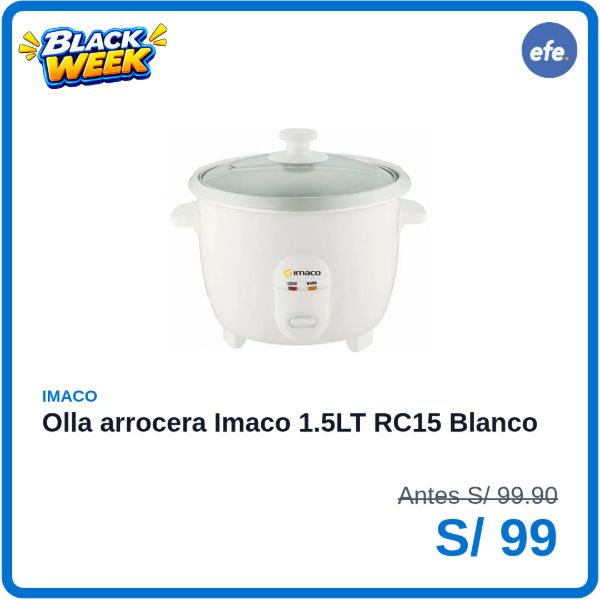 BLACK
WEEK
efe.
imaco
COOK WARM
IMACO
Olla arrocera Imaco 1.5LT RC15 Blanco
Antes S/ 99.90
S/ 99